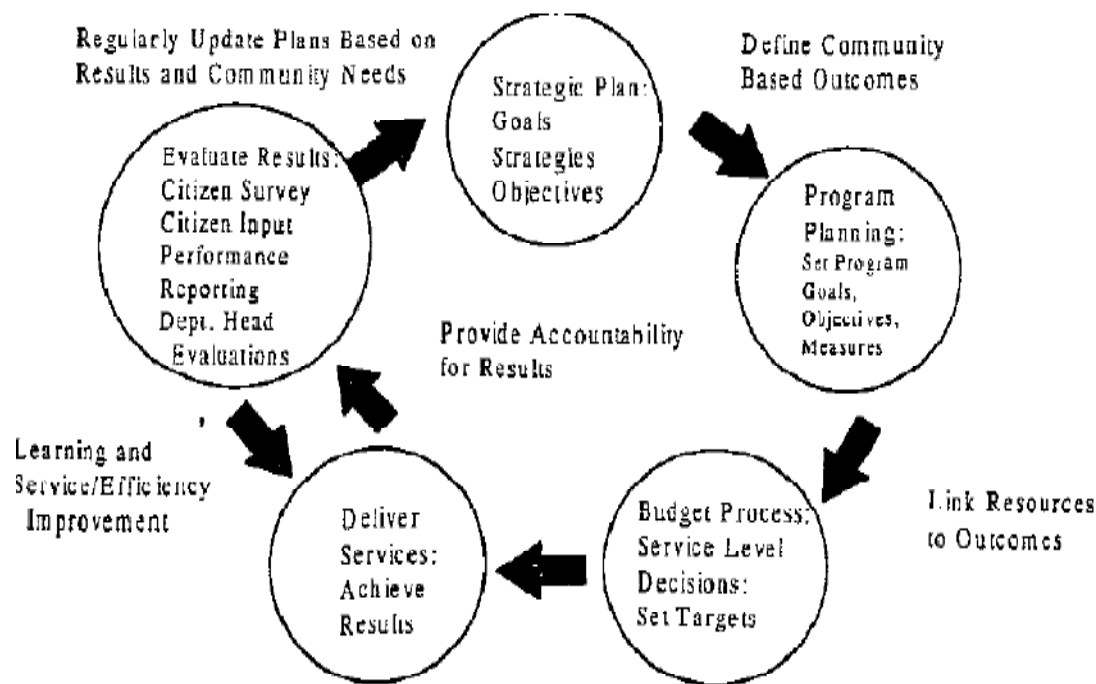 Regularly Update Plans Based on
Results and Community Needs
Strategic Plan:
Goals
Strategies
Objectives
Define Community
Based Outcomes
Evaluate Results:
Citizen Survey
Citizen Input
Performance
Reporting
Dept. Head
Evaluations
Program
Planning:
Set Program
Goals,
Objectives,
Measures
Provide Accountability
for Results
Learning and
Service/Efficiency
Improvement
Deliver
Services:
Achieve
Results
Budget Process:
Service Level
Decisions:
Set Targets
Link Resources
to Outcomes